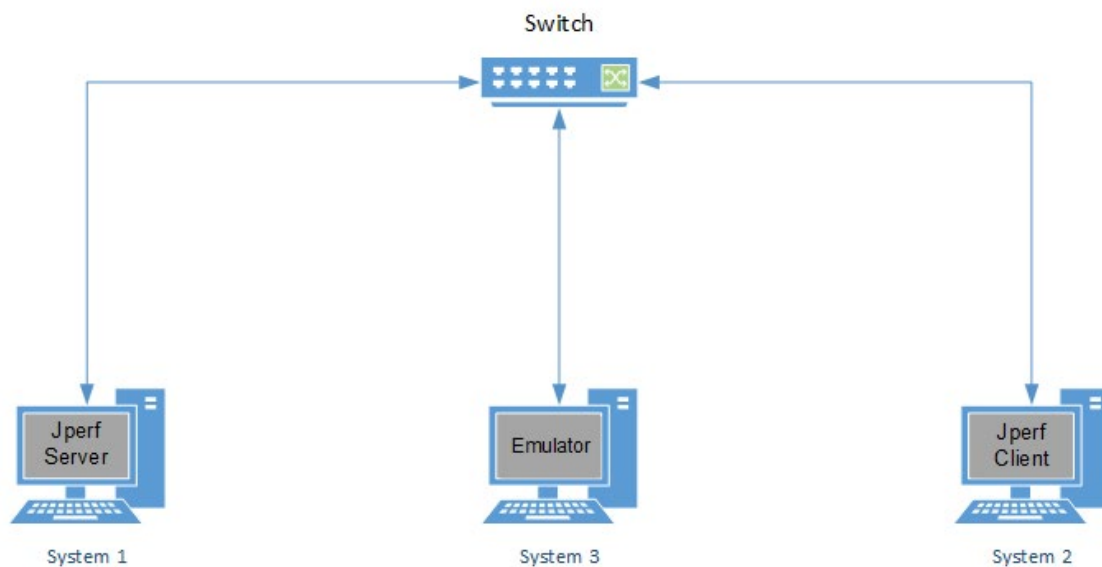 Switch
Jperf
Server
Emulator
Jperf
Client
System 1
System 3
System 2